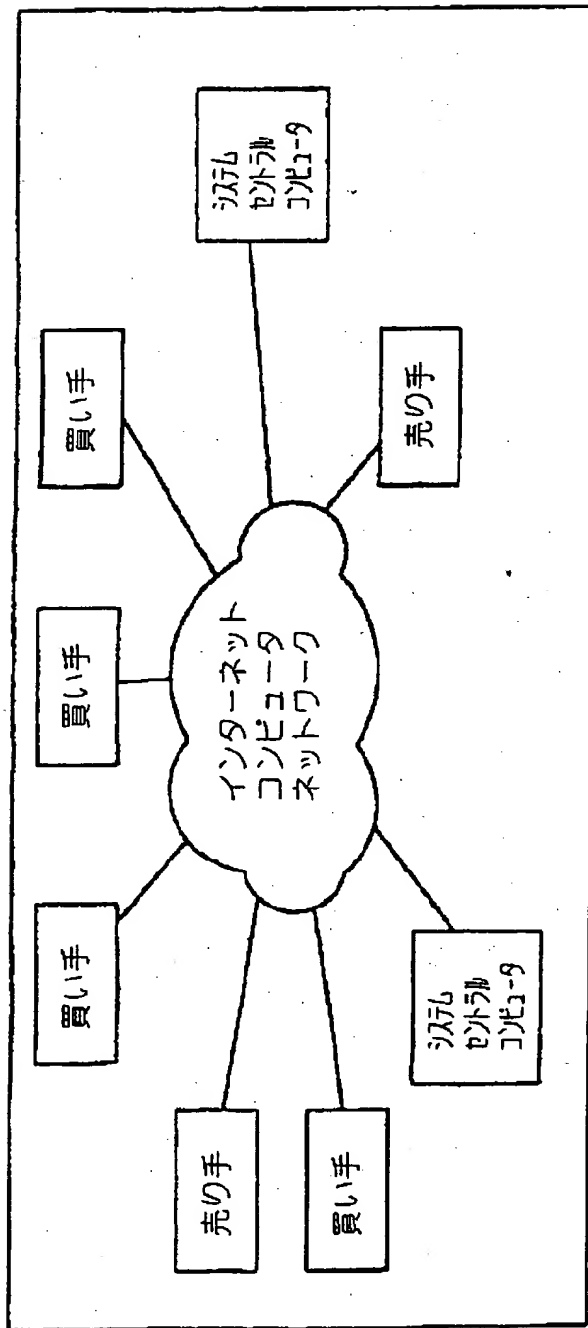 買い手
買い手
買い手
売り手
インターネット
コンピュータ
ネットワーク
システム
セントラル
コンピュータ
買い手
システム
セントラル
コンピュータ
売り手